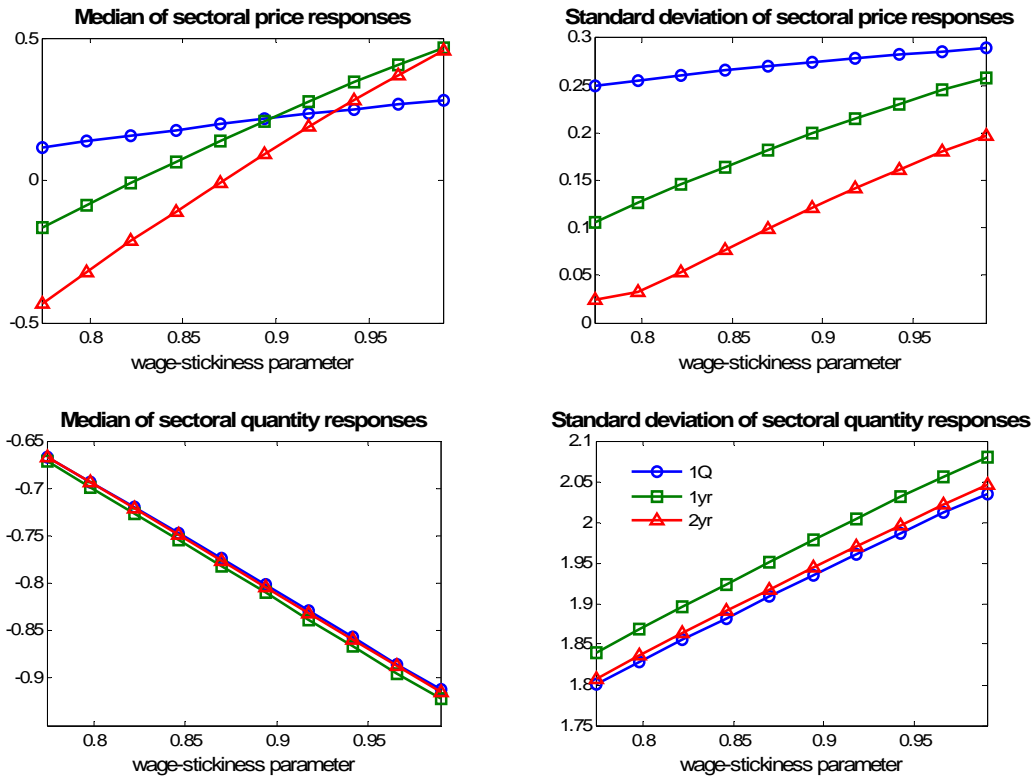 Median of sectoral price responses
0.5
0
-0.5
0.8 0.85 0.9 0.95
wage-stickiness parameter
Standard deviation of sectoral price responses
0.3
0.25
0.2
0.15
0.1
0.05
0
0.8 0.85 0.9 0.95
wage-stickiness parameter
Median of sectoral quantity responses
-0.65
-0.7
-0.75
-0.8
-0.85
-0.9
0.8 0.85 0.9 0.95
wage-stickiness parameter
Standard deviation of sectoral quantity responses
2.1
2.05
2
1.95
1.9
1.85
1.8
1.75
1Q
1yr
2yr
0.8 0.85 0.9 0.95
wage-stickiness parameter